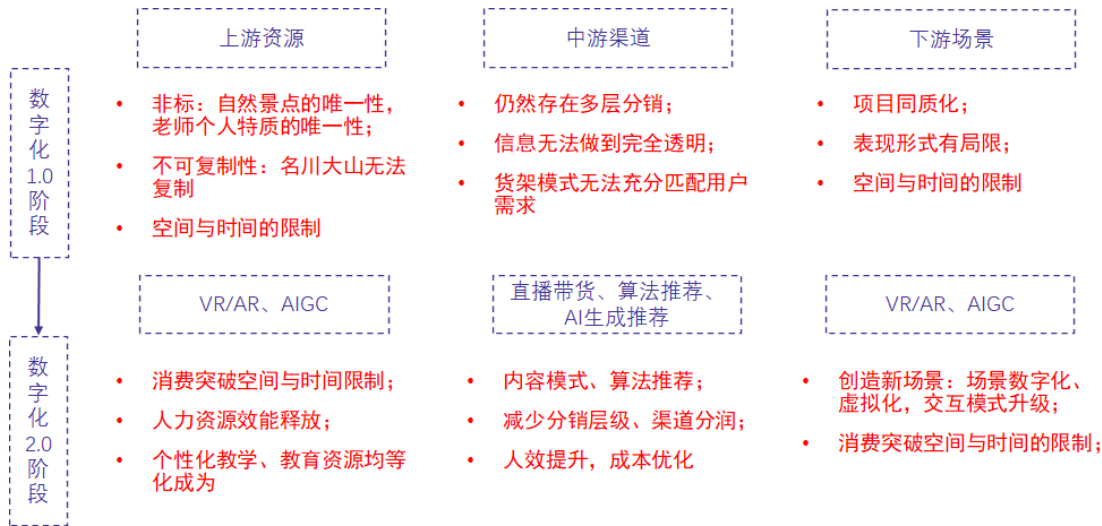 数
字
化
1.0
阶
段
上游资源
非标：自然景点的唯一性，
老师个人特质的唯一性；
不可复制性：名川大山无法
复制
空间与时间的限制
中游渠道
仍然存在多层分销；
信息无法做到完全透明；
货架模式无法充分匹配用户
需求
下游场景
项目同质化；
表现形式有局限；
空间与时间的限制
数
字
化
2.0
阶
段
VR/AR、AIGC
消费突破空间与时间限制；
人力资源效能释放；
个性化教学、教育资源均等
化成为
直播带货、算法推荐、
AI生成推荐
内容模式、算法推荐；
减少分销层级、渠道分润；
人效提升，成本优化
VR/AR、AIGC
创造新场景：场景数字化、
虚拟化，交互模式升级；
消费突破空间与时间的限制；